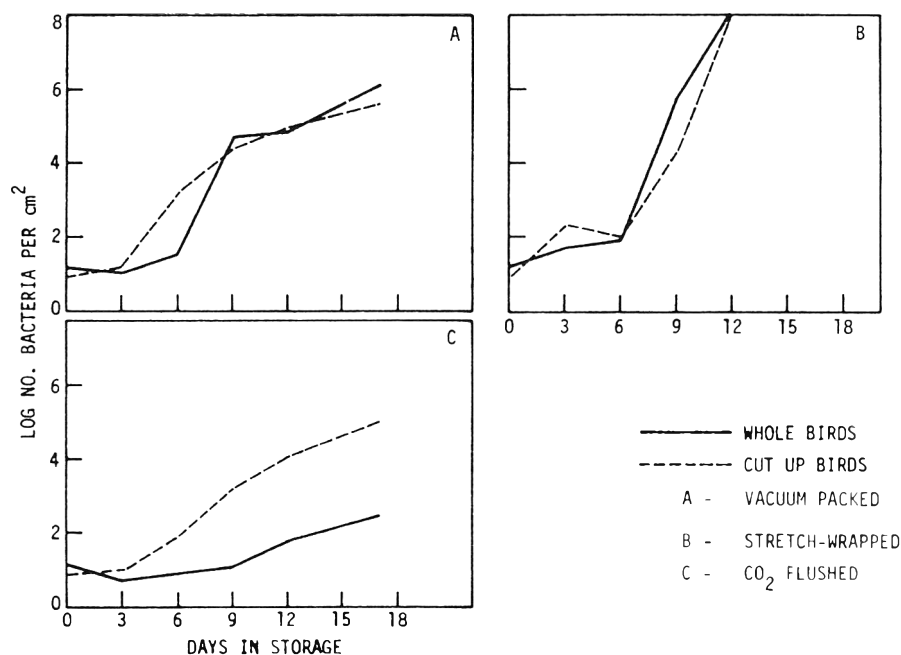 8
6
4
2
0
A
B
0
3
6
9
12
15
18
LOG NO. BACTERIA PER cm²
6
4
2
0
C
0
3
6
9
12
15
18
DAYS IN STORAGE
WHOLE BIRDS
CUT UP BIRDS
A - VACUUM PACKED
B - STRETCH-WRAPPED
C - CO₂ FLUSHED